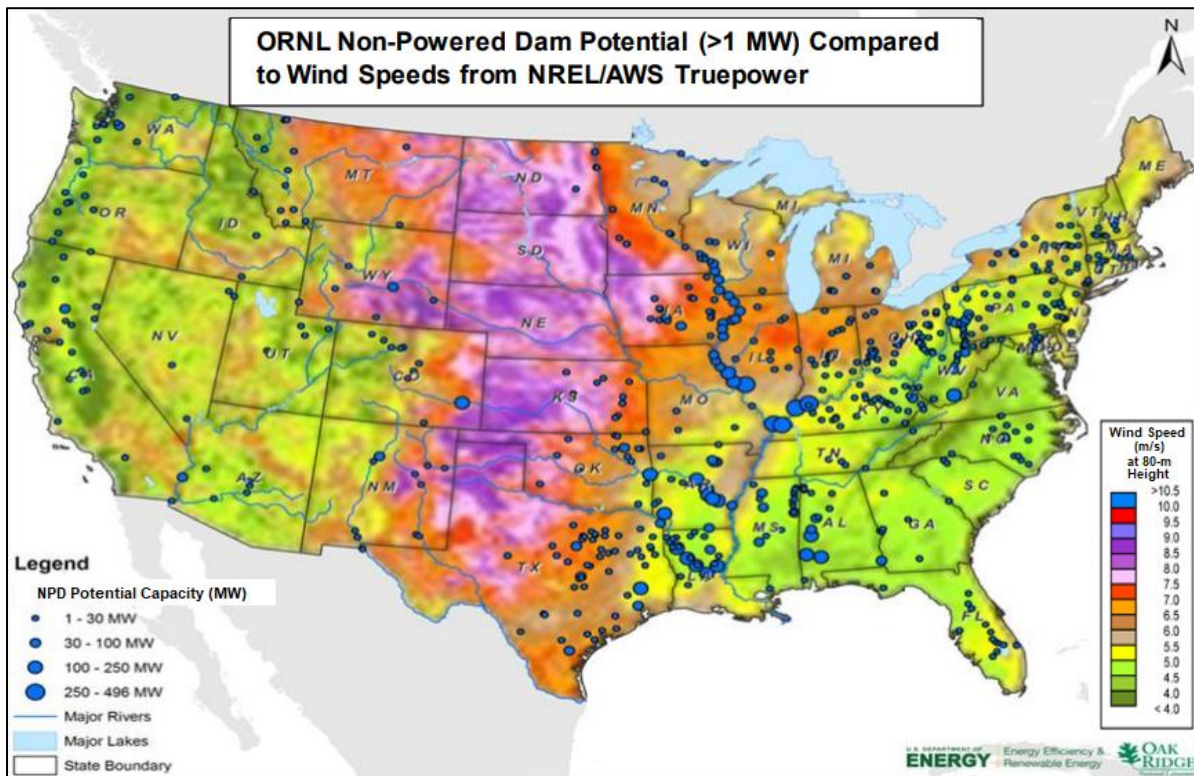 ORNL Non-Powered Dam Potential (>1 MW) Compared
to Wind Speeds from NREL/AWS Truepower
N
WA
MT
ND
MN
ME
OR
ID
SD
WI
MI
MI
VT
NH
MA
WY
IA
PA
NV
NE
IL
UT
CO
WV
VA
CA
KS
MO
KY
AZ
NM
OK
TN
NC
SC
MS
AL
GA
TX
LA
FL
Legend
NPD Potential Capacity (MW)
1 - 30 MW
30 - 100 MW
100 - 250 MW
250 - 496 MW
Major Rivers
Major Lakes
State Boundary
Wind Speed
(m/s)
at 80-m
Height
>10.5
10.0
9.5
9.0
8.5
8.0
7.5
7.0
6.5
6.0
5.5
5.0
4.5
< 4.0
U.S. DEPARTMENT OF
ENERGY
Energy Efficiency &
Renewable Energy
OAK
RIDGE